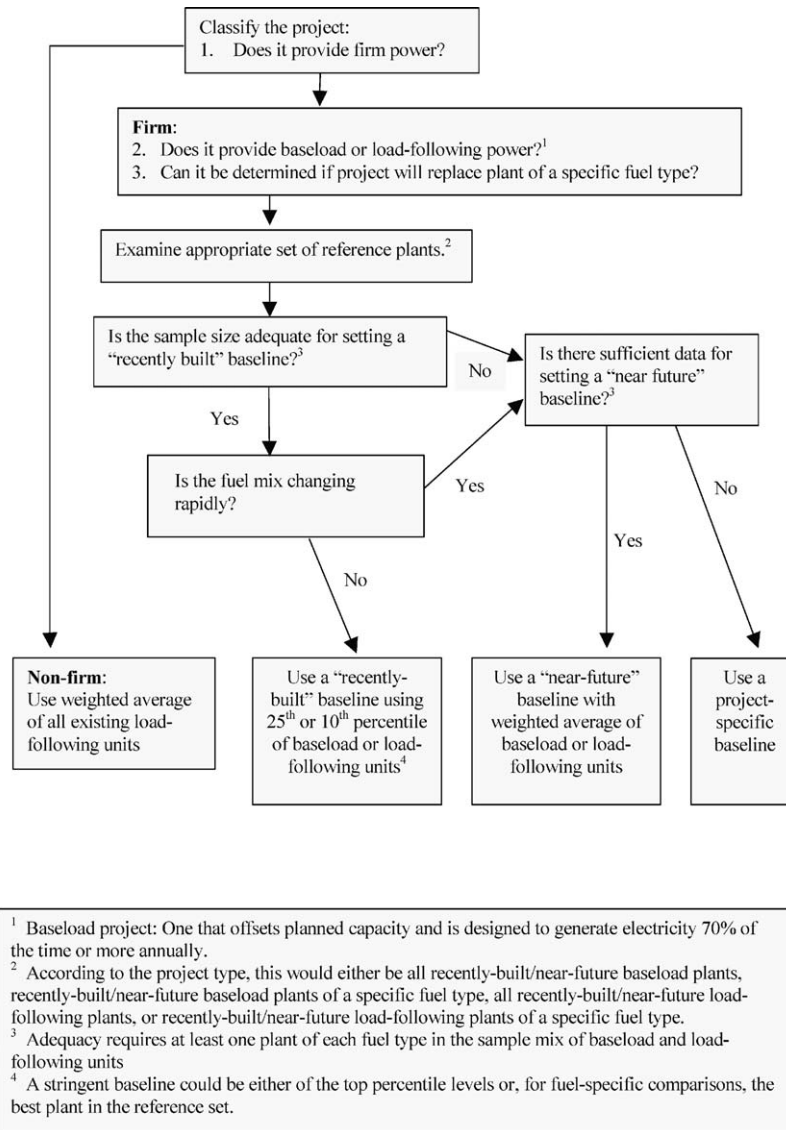 Classify the project:
1. Does it provide firm power?
Firm:
2. Does it provide baseload or load-following power?¹
3. Can it be determined if project will replace plant of a specific fuel type?
Examine appropriate set of reference plants.²
Is the sample size adequate for setting a
“recently built” baseline?³
No
Is there sufficient data for
setting a “near future”
baseline?³
Yes
Is the fuel mix changing
rapidly?
Yes
No
Yes
No
Non-firm:
Use weighted average
of all existing load-
following units
Use a “recently-
built” baseline using
25th or 10th percentile
of baseload or load-
following units⁴
Use a “near-future”
baseline with
weighted average of
baseload or load-
following units
Use a
project-
specific
baseline
¹ Baseload project: One that offsets planned capacity and is designed to generate electricity 70% of
the time or more annually.
² According to the project type, this would either be all recently-built/near-future baseload plants,
recently-built/near-future baseload plants of a specific fuel type, all recently-built/near-future load-
following plants, or recently-built/near-future load-following plants of a specific fuel type.
³ Adequacy requires at least one plant of each fuel type in the sample mix of baseload and load-
following units
⁴ A stringent baseline could be either of the top percentile levels or, for fuel-specific comparisons, the
best plant in the reference set.